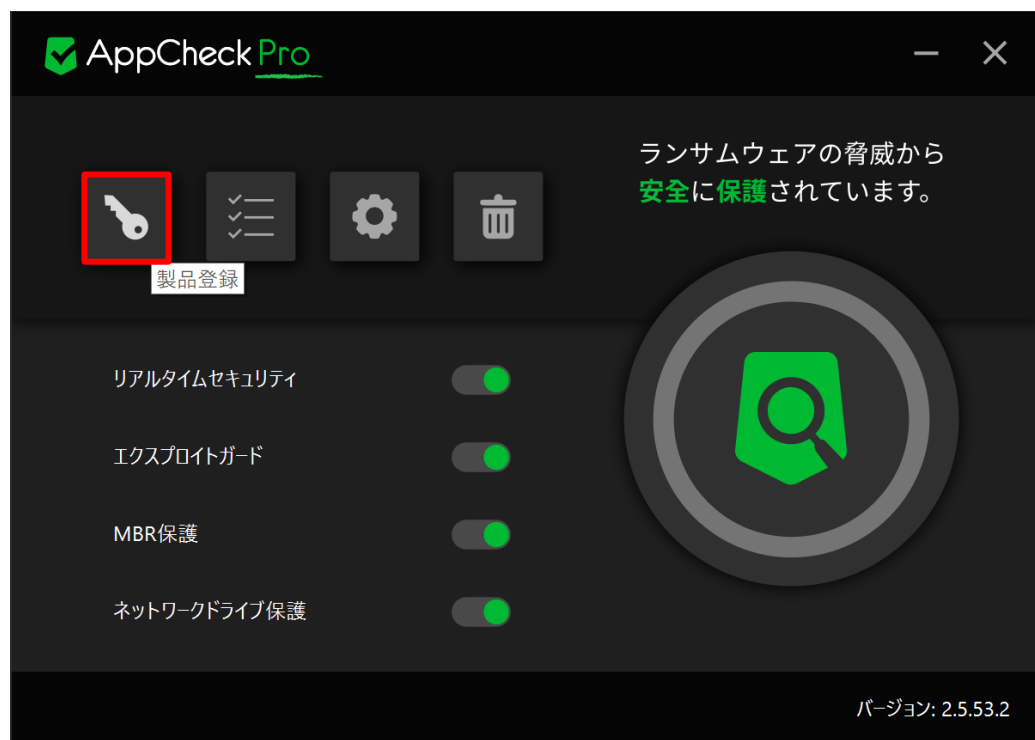 AppCheck Pro
ランサムウェアの脅威から
安全に保護されています。
製品登録
リアルタイムセキュリティ
エクスプロイトガード
MBR保護
ネットワークドライブ保護
バージョン: 2.5.53.2